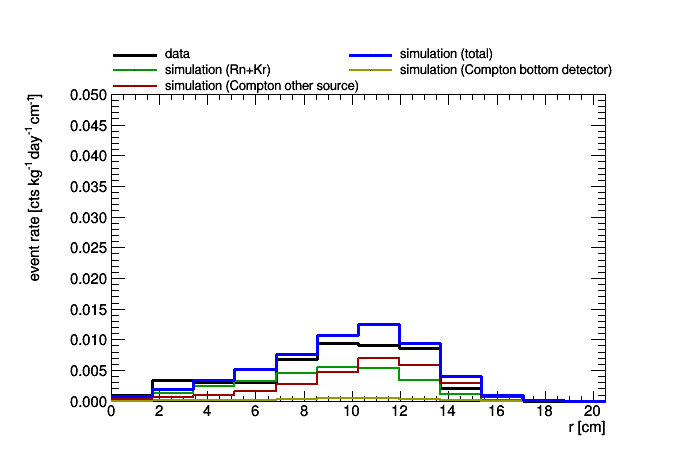 data
simulation (total)
simulation (Rn+Kr)
simulation (Compton bottom detector)
simulation (Compton other source)
event rate [cts kg⁻¹ day⁻¹ cm⁻¹]
0.050
0.045
0.040
0.035
0.030
0.025
0.020
0.015
0.010
0.005
0.000
0 2 4 6 8 10 12 14 16 18 20
r [cm]